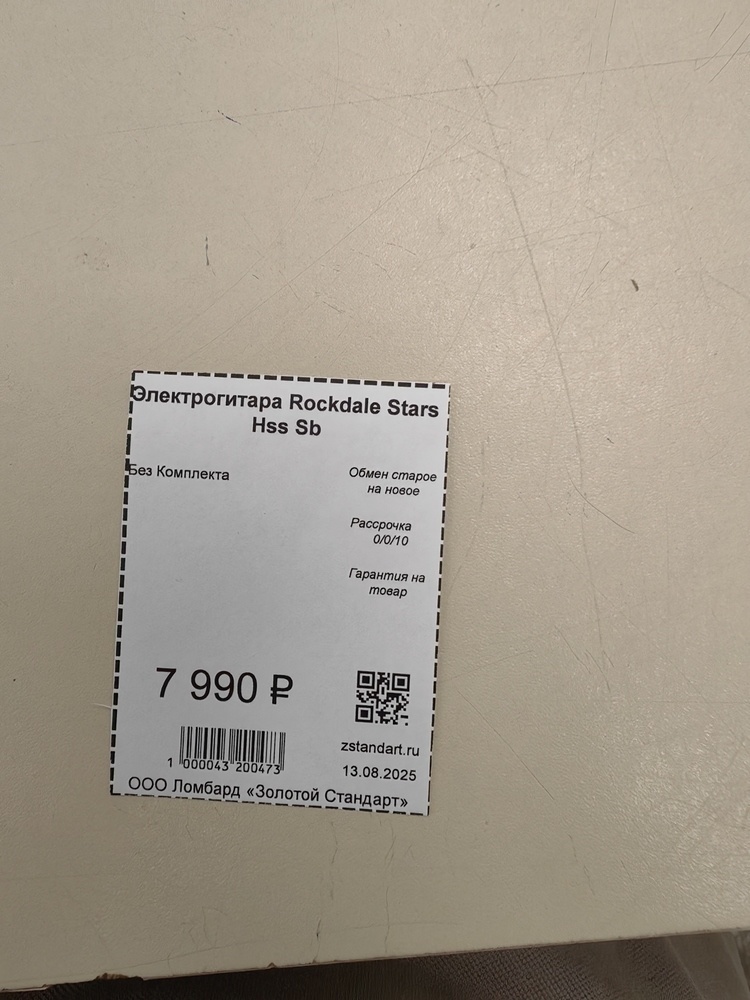 Электрогитара Rockdale Stars
Hss Sb
Без Комплекта
Обмен старое
на новое
Рассрочка
0/0/10
Гарантия на
товар
7 990 ₽
1 000043 200473
zstandart.ru
13.08.2025
ООО Ломбард «Золотой Стандарт»